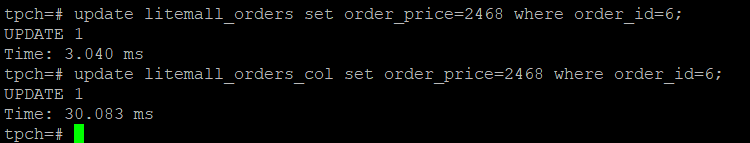 tpch=# update litemall_orders set order_price=2468 where order_id=6;
UPDATE 1
Time: 3.040 ms
tpch=# update litemall_orders_col set order_price=2468 where order_id=6;
UPDATE 1
Time: 30.083 ms
tpch=#